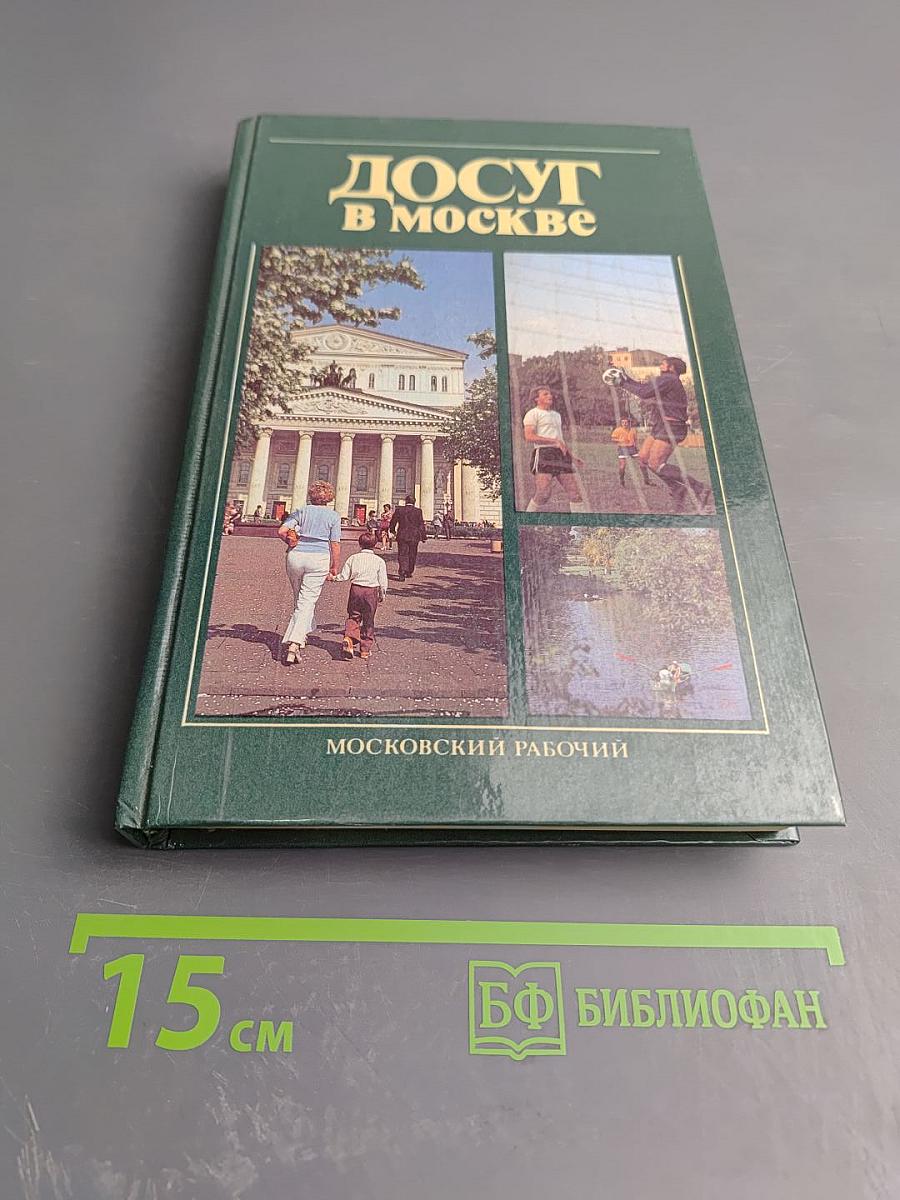 ДОСУГ
В МОСКВЕ
МОСКОВСКИЙ РАБОЧИЙ
15 см
БФ БИБЛИОФАН